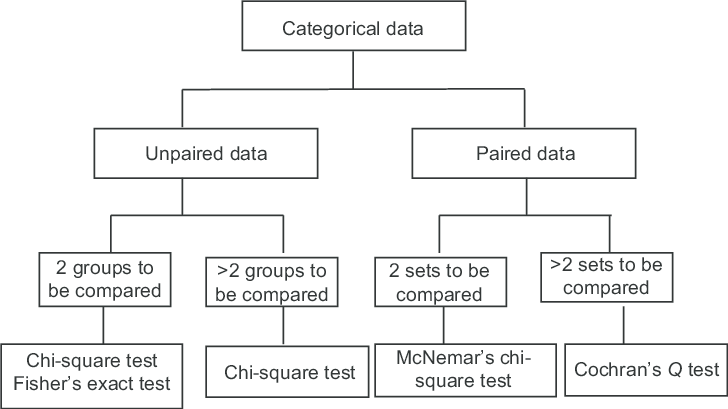 Categorical data
Unpaired data
Paired data
2 groups to
be compared
>2 groups to
be compared
2 sets to be
compared
>2 sets to be
compared
Chi-square test
Fisher's exact test
Chi-square test
McNemar's chi-
square test
Cochran's Q test